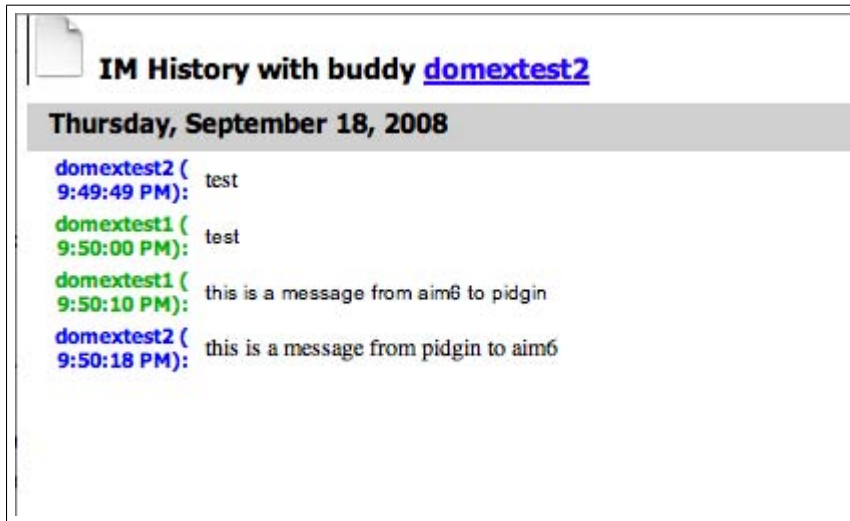 IM History with buddy domextest2
Thursday, September 18, 2008
domextest2 (
9:49:49 PM): test
domextest1 (
9:50:00 PM): test
domextest1 (
9:50:10 PM): this is a message from aim6 to pidgin
domextest2 (
9:50:18 PM): this is a message from pidgin to aim6